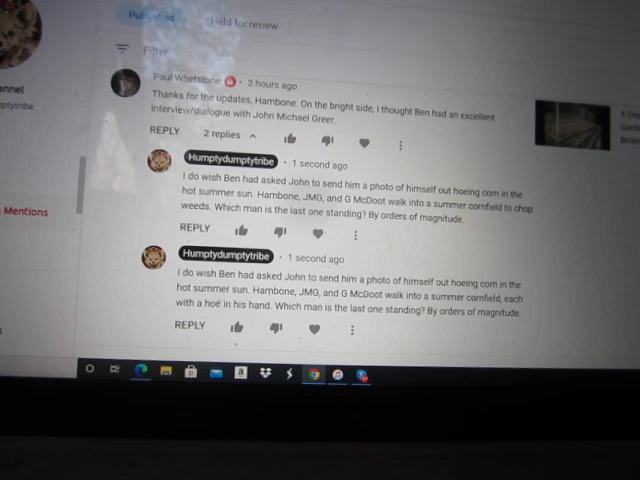 Published
Held for review
Filter
annel
Paul Whetstone · 2 hours ago
Thanks for the updates, Hambone. On the bright side, I thought Ben had an excellent
interview/dialogue with John Michael Greer.
REPLY 2 replies
ptytribe
Humptydumptytribe · 1 second ago
I do wish Ben had asked John to send him a photo of himself out hoeing corn in the
hot summer sun. Hambone, JMG, and G McDoot walk into a summer cornfield to chop
weeds. Which man is the last one standing? By orders of magnitude.
Mentions
REPLY
Humptydumptytribe · 1 second ago
I do wish Ben had asked John to send him a photo of himself out hoeing corn in the
hot summer sun. Hambone, JMG, and G McDoot walk into a summer cornfield, each
with a hoe in his hand. Which man is the last one standing? By orders of magnitude.
REPLY